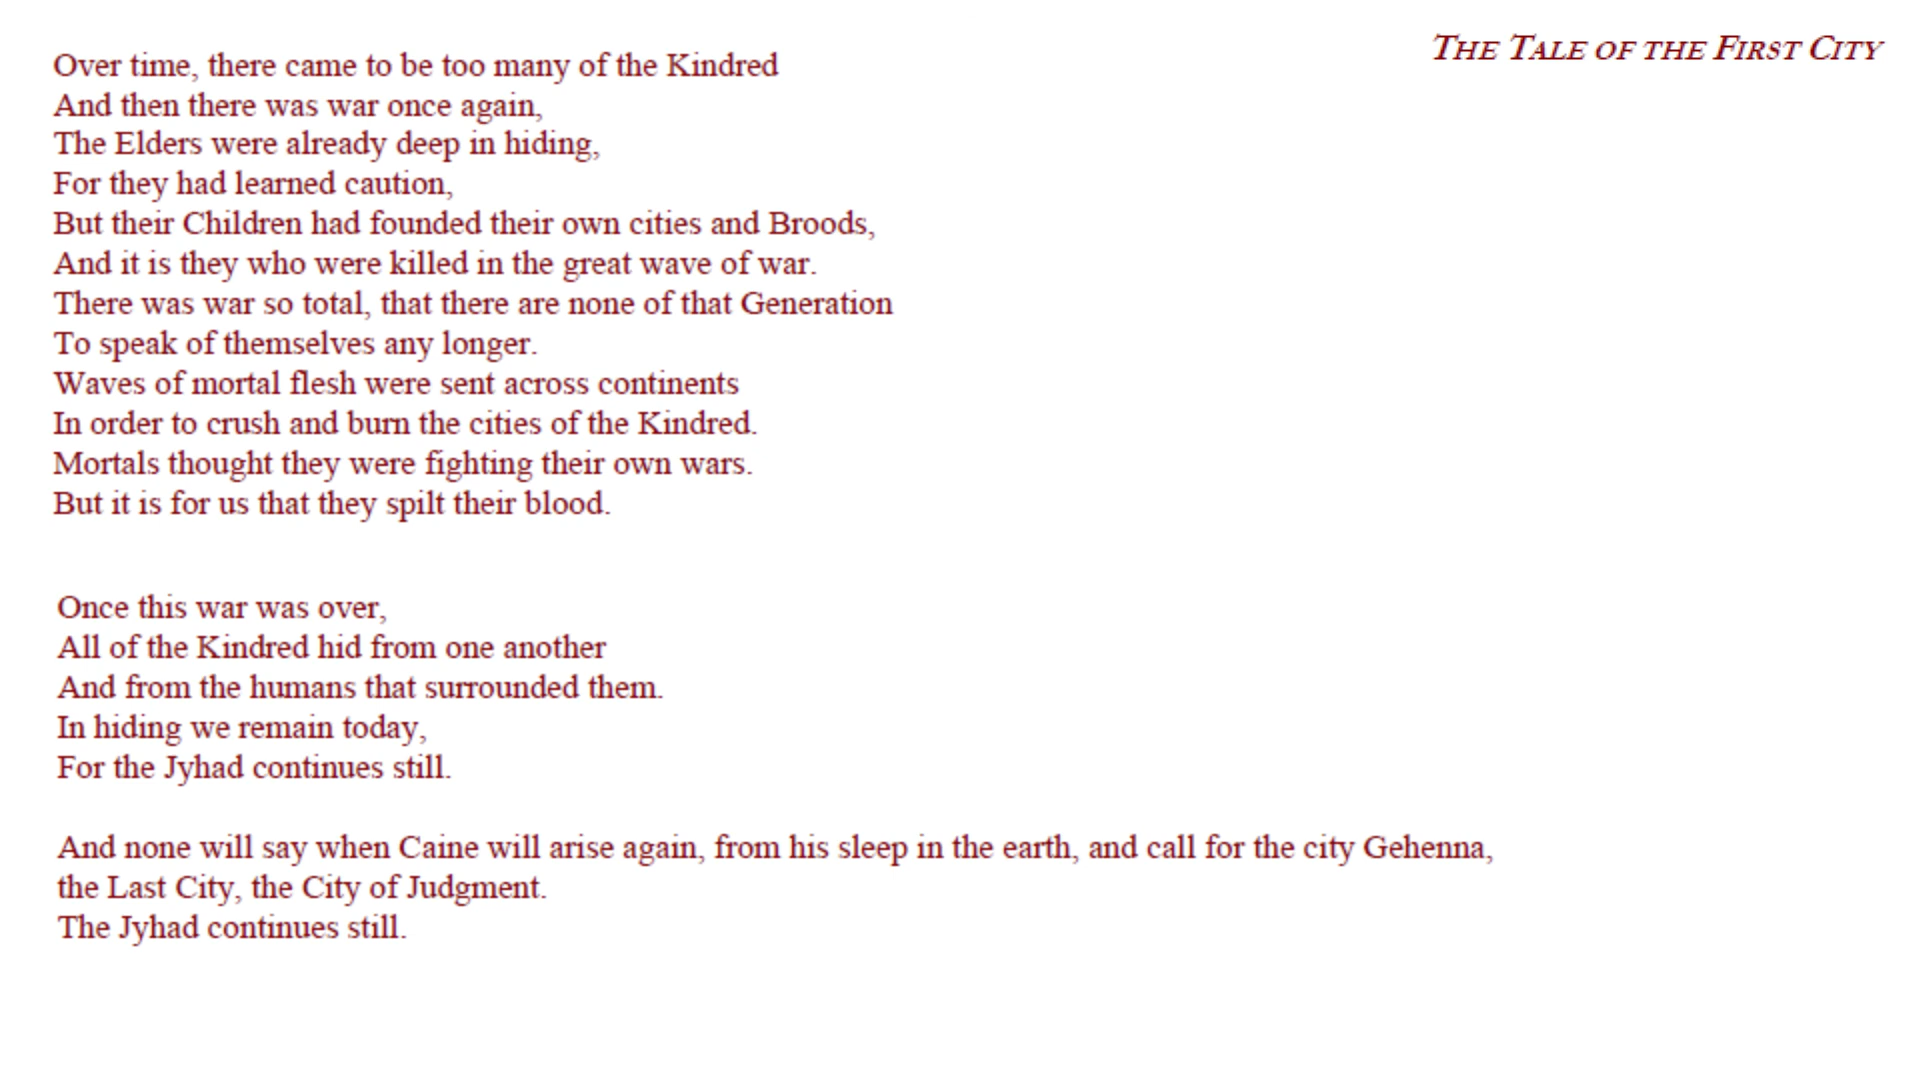 THE TALE OF THE FIRST CITY
Over time, there came to be too many of the Kindred
And then there was war once again,
The Elders were already deep in hiding,
For they had learned caution,
But their Children had founded their own cities and Broods,
And it is they who were killed in the great wave of war.
There was war so total, that there are none of that Generation
To speak of themselves any longer.
Waves of mortal flesh were sent across continents
In order to crush and burn the cities of the Kindred.
Mortals thought they were fighting their own wars.
But it is for us that they spilt their blood.
Once this war was over,
All of the Kindred hid from one another
And from the humans that surrounded them.
In hiding we remain today,
For the Jyhad continues still.
And none will say when Caine will arise again, from his sleep in the earth, and call for the city Gehenna,
the Last City, the City of Judgment.
The Jyhad continues still.